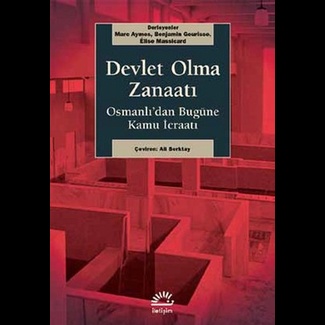 Derleyenler
Marc Aymes, Benjamin Gourisse,
Élise Massicard
Devlet Olma
Zanaatı
Osmanlı'dan Bugüne
Kamu İcraatı
Çeviren: Ali Berktay
iletişim